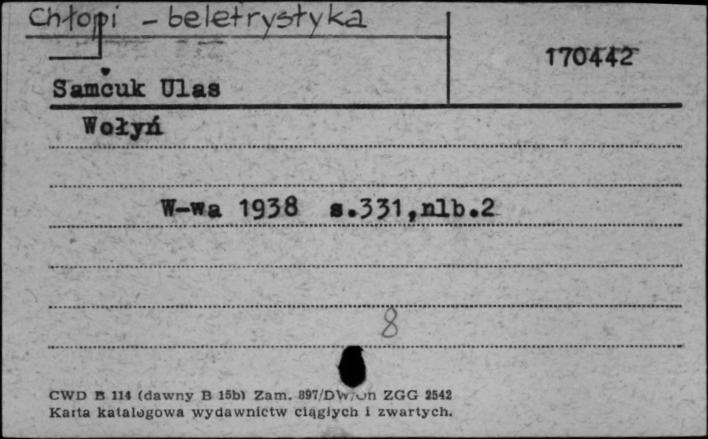 Chłopi - beletrystyka
170442
Samčuk Ulas
Wołyń
W-wa 1938 s.331,nlb.2
8
CWD B 114 (dawny B 15b) Zam. 897/DW/ ZGG 2542
Karta katalogowa wydawnictw ciągłych i zwartych.